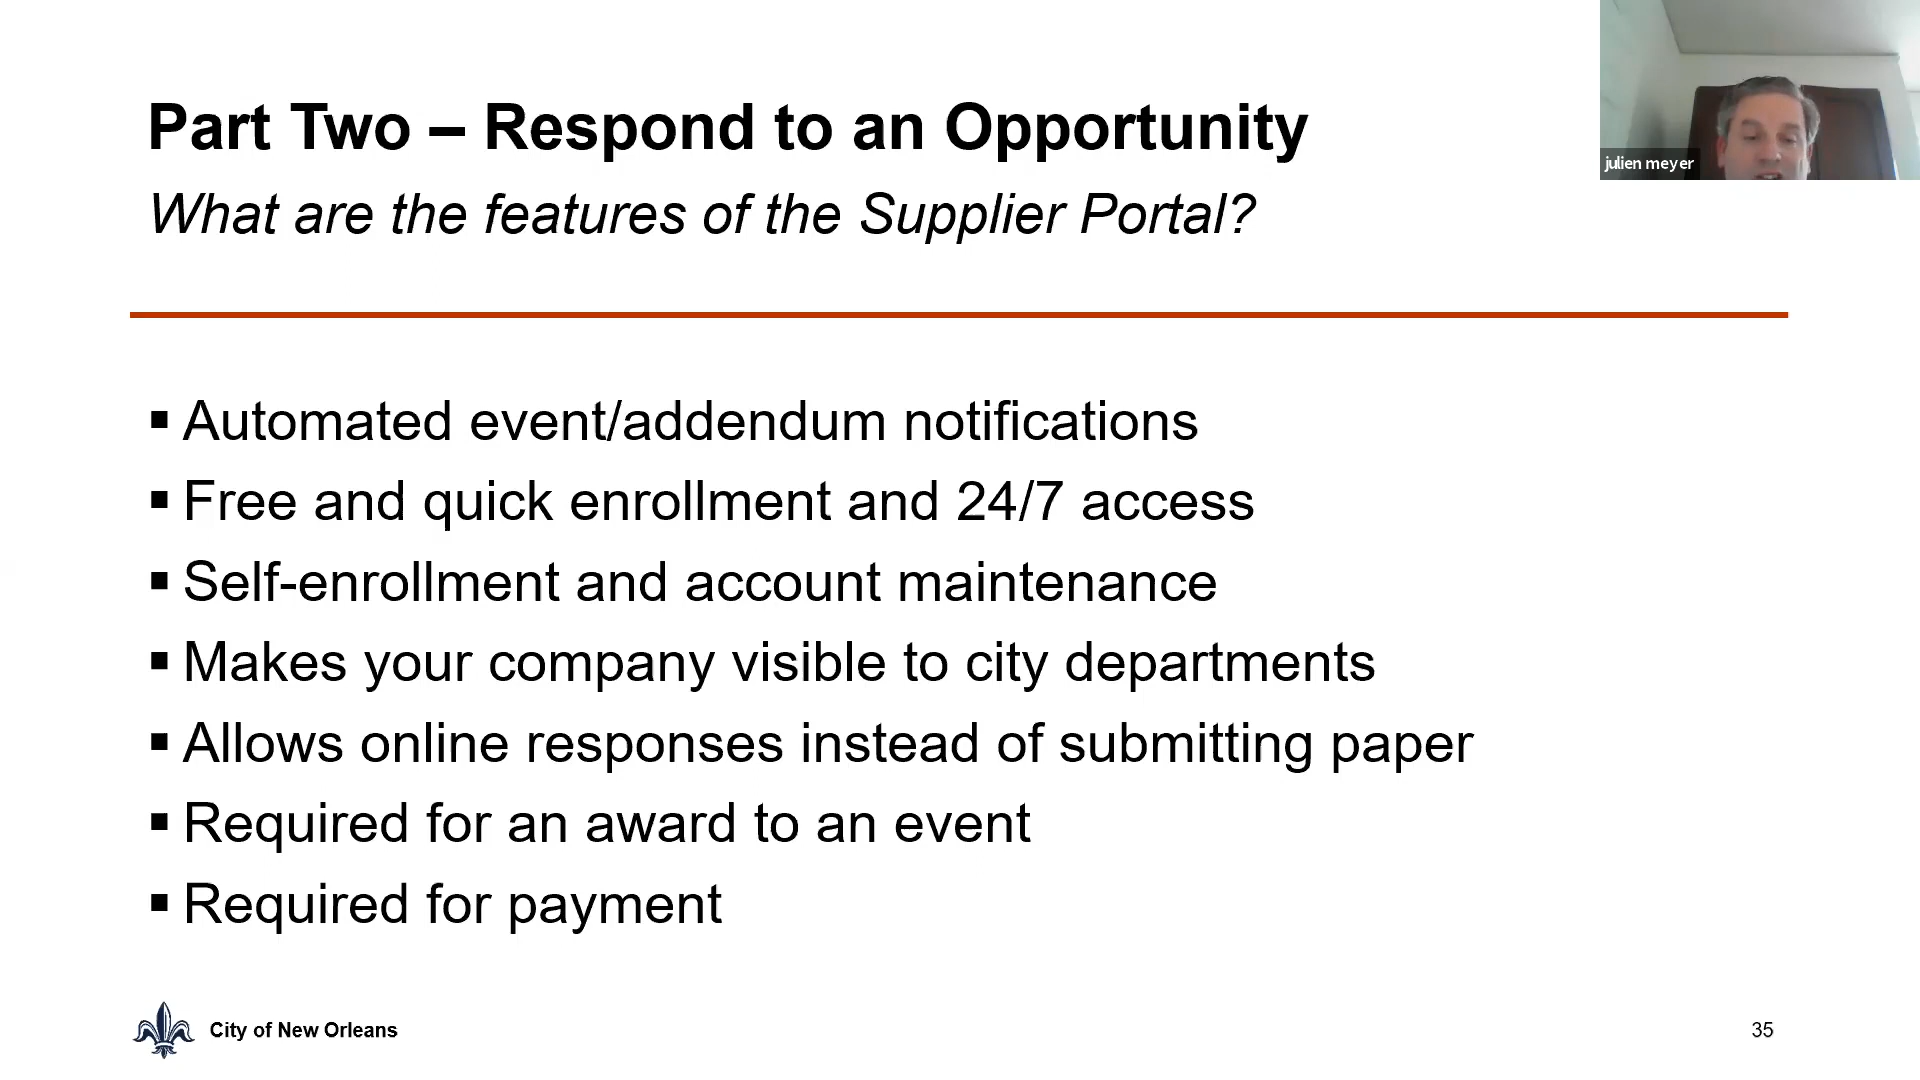 Part Two – Respond to an Opportunity
What are the features of the Supplier Portal?
julien meyer
▪ Automated event/addendum notifications
▪ Free and quick enrollment and 24/7 access
▪ Self-enrollment and account maintenance
▪ Makes your company visible to city departments
▪ Allows online responses instead of submitting paper
▪ Required for an award to an event
▪ Required for payment
City of New Orleans
35